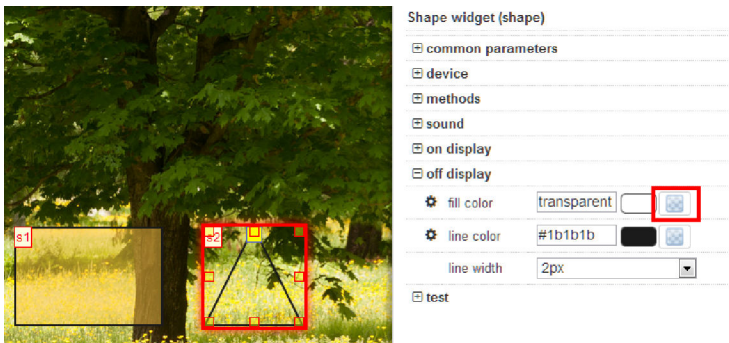 Shape widget (shape)
common parameters
device
methods
sound
on display
off display
fill color transparent
line color #1b1b1b
line width 2px
test
s1
s2